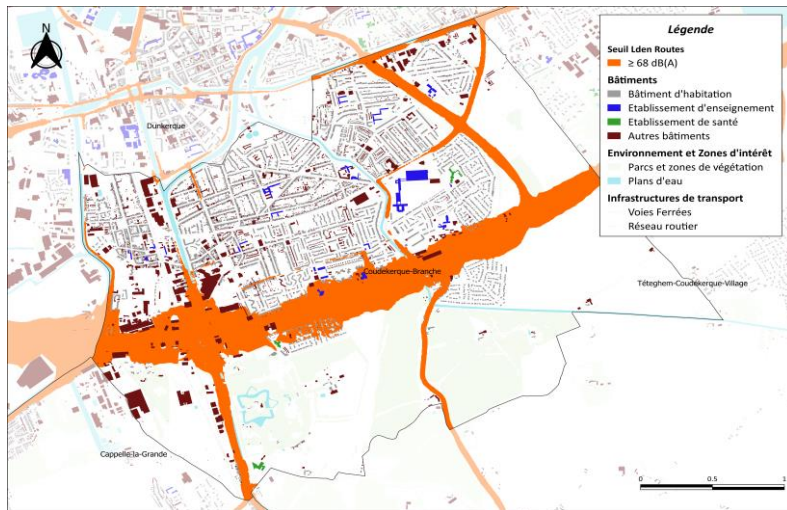 N
Légende
Seuil Lden Routes
≥ 68 dB(A)
Bâtiments
Bâtiment d'habitation
Etablissement d'enseignement
Etablissement de santé
Autres bâtiments
Environnement et Zones d'intérêt
Parcs et zones de végétation
Plans d'eau
Infrastructures de transport
Voies Ferrées
Réseau routier
Dunkerque
Coudekerque-Branche
Téteghem-Coudekerque-Village
Cappelle-la-Grande
0 0.5 1